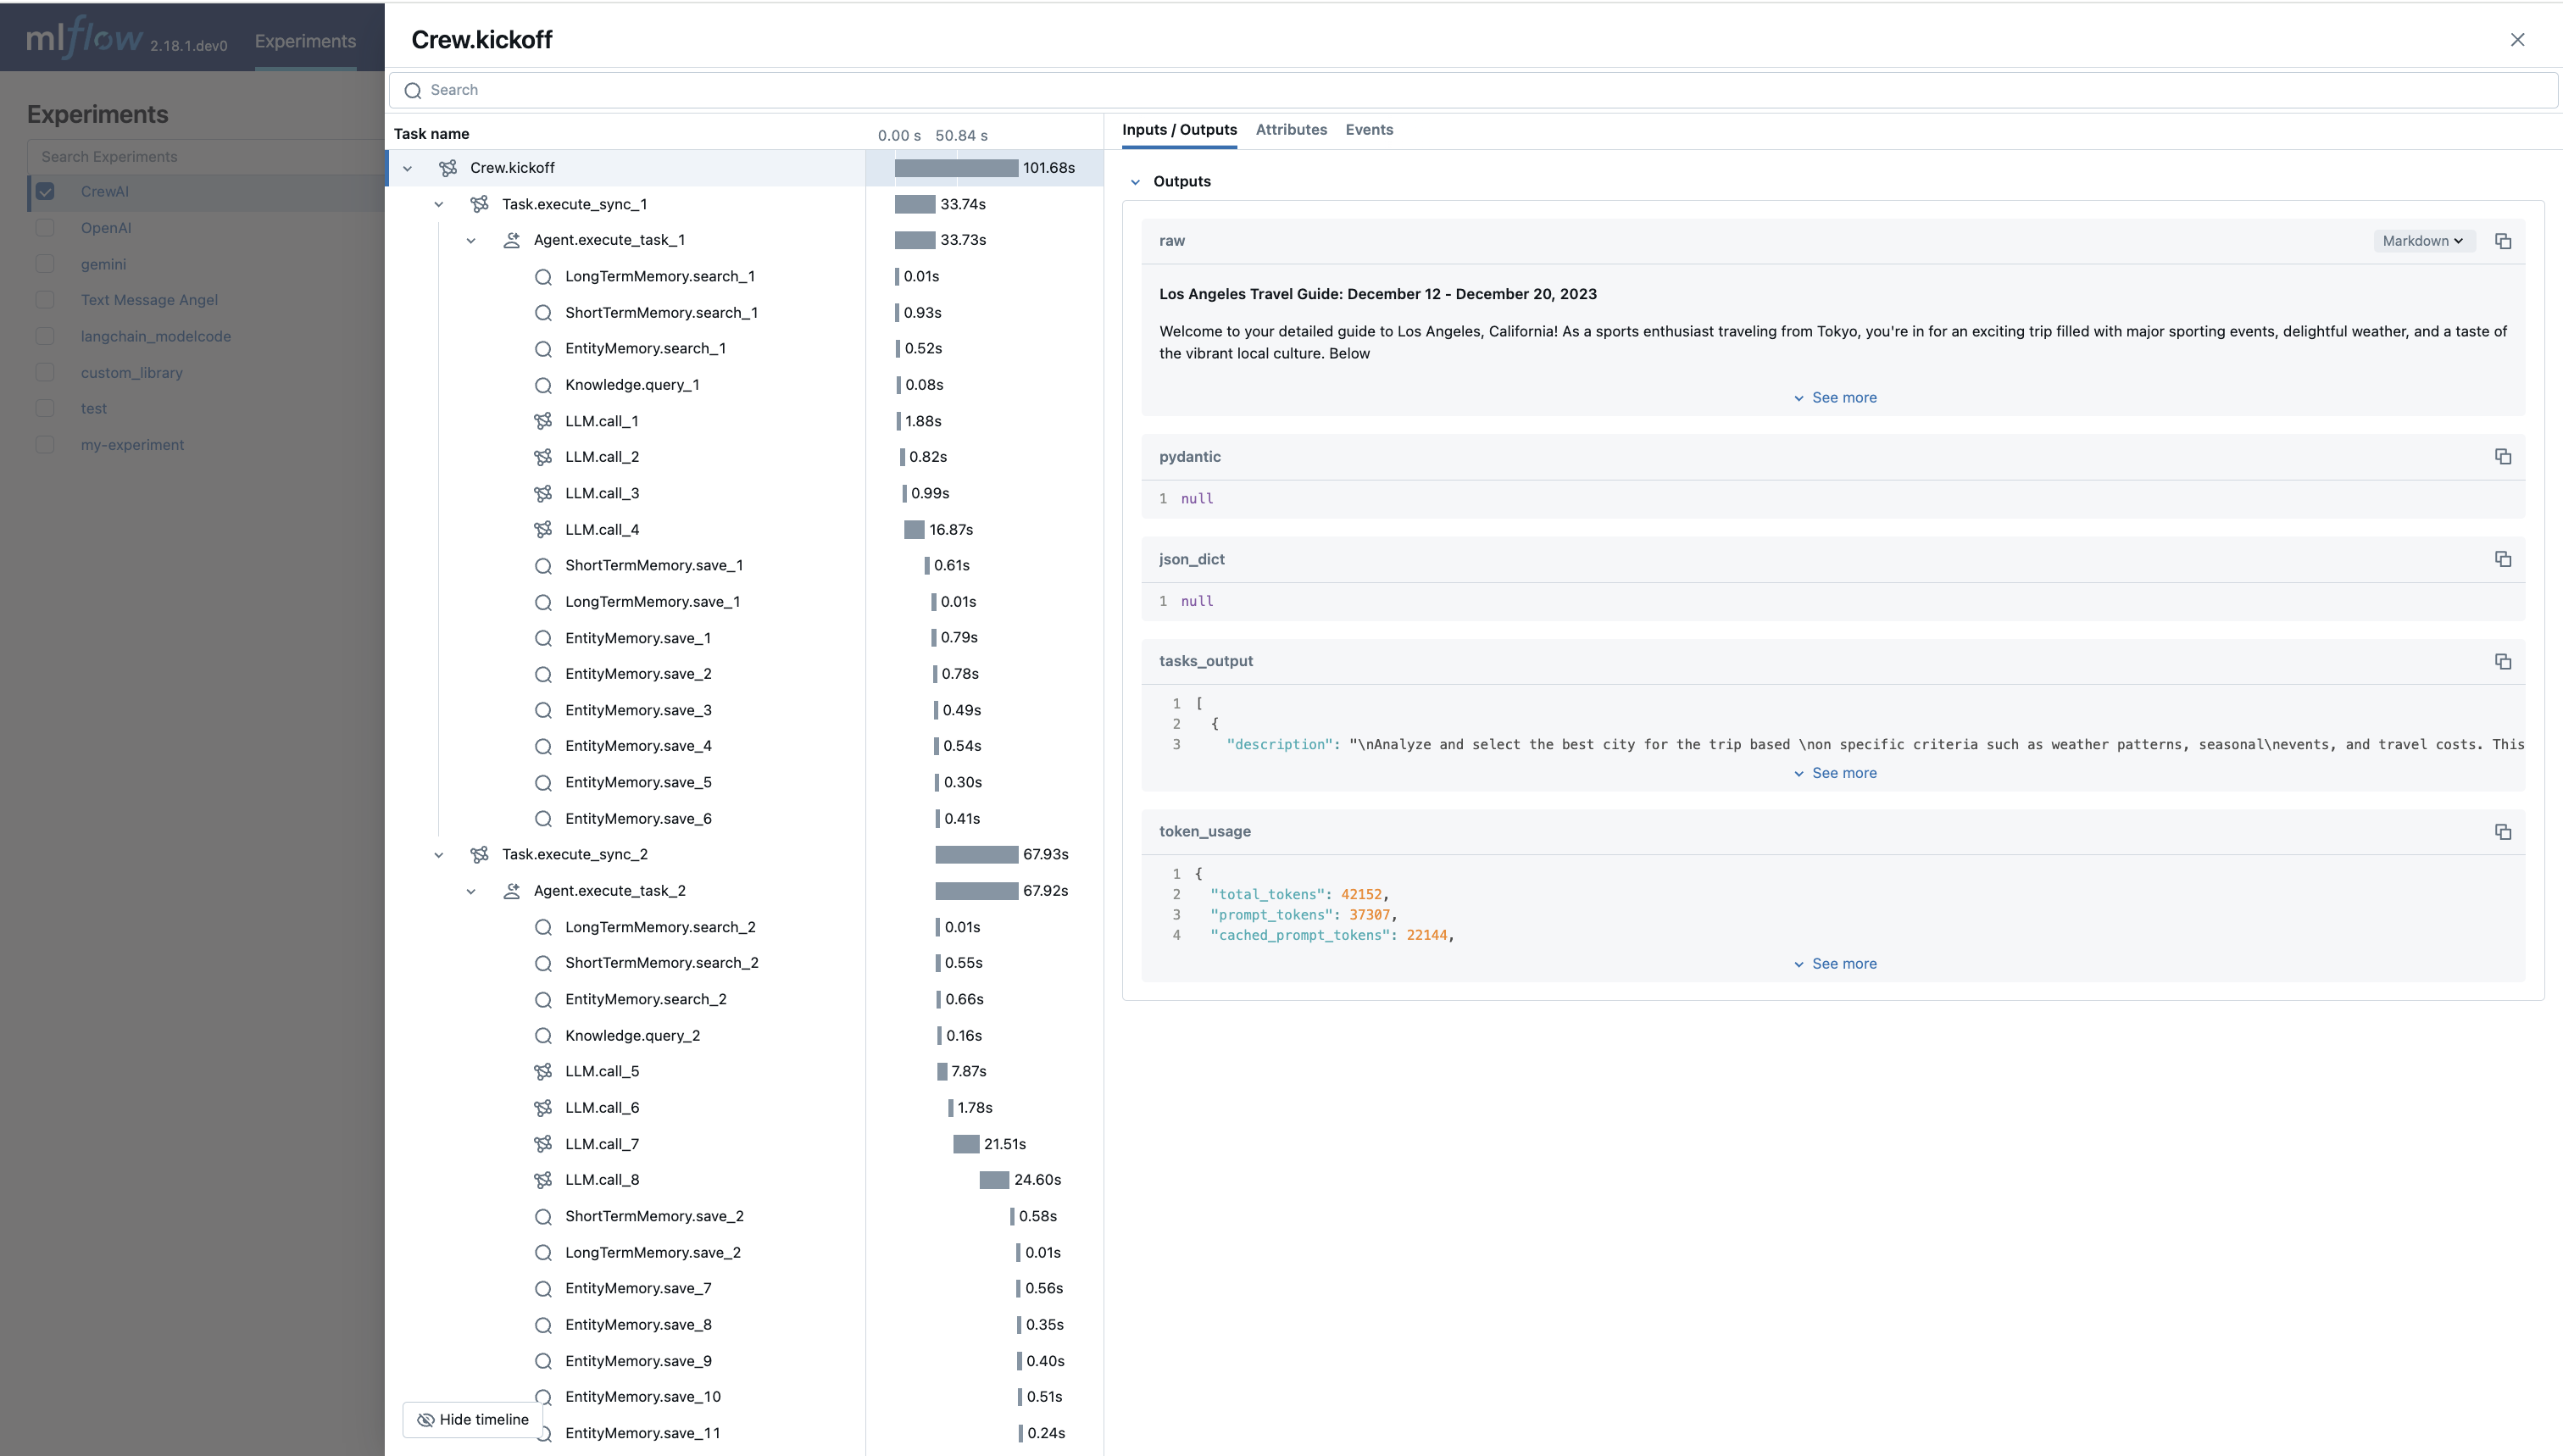 mlflow 2.18.1.dev0 Experiments
Experiments
Search Experiments
CrewAI
OpenAI
gemini
Text Message Angel
langchain_modelcode
custom_library
test
my-experiment
Crew.kickoff
Search
Task name 0.00 s 50.84 s
Crew.kickoff 101.68s
Task.execute_sync_1 33.74s
Agent.execute_task_1 33.73s
LongTermMemory.search_1 0.01s
ShortTermMemory.search_1 0.93s
EntityMemory.search_1 0.52s
Knowledge.query_1 0.08s
LLM.call_1 1.88s
LLM.call_2 0.82s
LLM.call_3 0.99s
LLM.call_4 16.87s
ShortTermMemory.save_1 0.61s
LongTermMemory.save_1 0.01s
EntityMemory.save_1 0.79s
EntityMemory.save_2 0.78s
EntityMemory.save_3 0.49s
EntityMemory.save_4 0.54s
EntityMemory.save_5 0.30s
EntityMemory.save_6 0.41s
Task.execute_sync_2 67.93s
Agent.execute_task_2 67.92s
LongTermMemory.search_2 0.01s
ShortTermMemory.search_2 0.55s
EntityMemory.search_2 0.66s
Knowledge.query_2 0.16s
LLM.call_5 7.87s
LLM.call_6 1.78s
LLM.call_7 21.51s
LLM.call_8 24.60s
ShortTermMemory.save_2 0.58s
LongTermMemory.save_2 0.01s
EntityMemory.save_7 0.56s
EntityMemory.save_8 0.35s
EntityMemory.save_9 0.40s
EntityMemory.save_10 0.51s
EntityMemory.save_11 0.24s
Hide timeline
Inputs / Outputs Attributes Events
Outputs
raw Markdown
Los Angeles Travel Guide: December 12 - December 20, 2023
Welcome to your detailed guide to Los Angeles, California! As a sports enthusiast traveling from Tokyo, you're in for an exciting trip filled with major sporting events, delightful weather, and a taste of
the vibrant local culture. Below
See more
pydantic
1 null
json_dict
1 null
tasks_output
1 [
2 {
3 "description": "\nAnalyze and select the best city for the trip based \non specific criteria such as weather patterns, seasonal\nevents, and travel costs. This
See more
token_usage
1 {
2 "total_tokens": 42152,
3 "prompt_tokens": 37307,
4 "cached_prompt_tokens": 22144,
See more